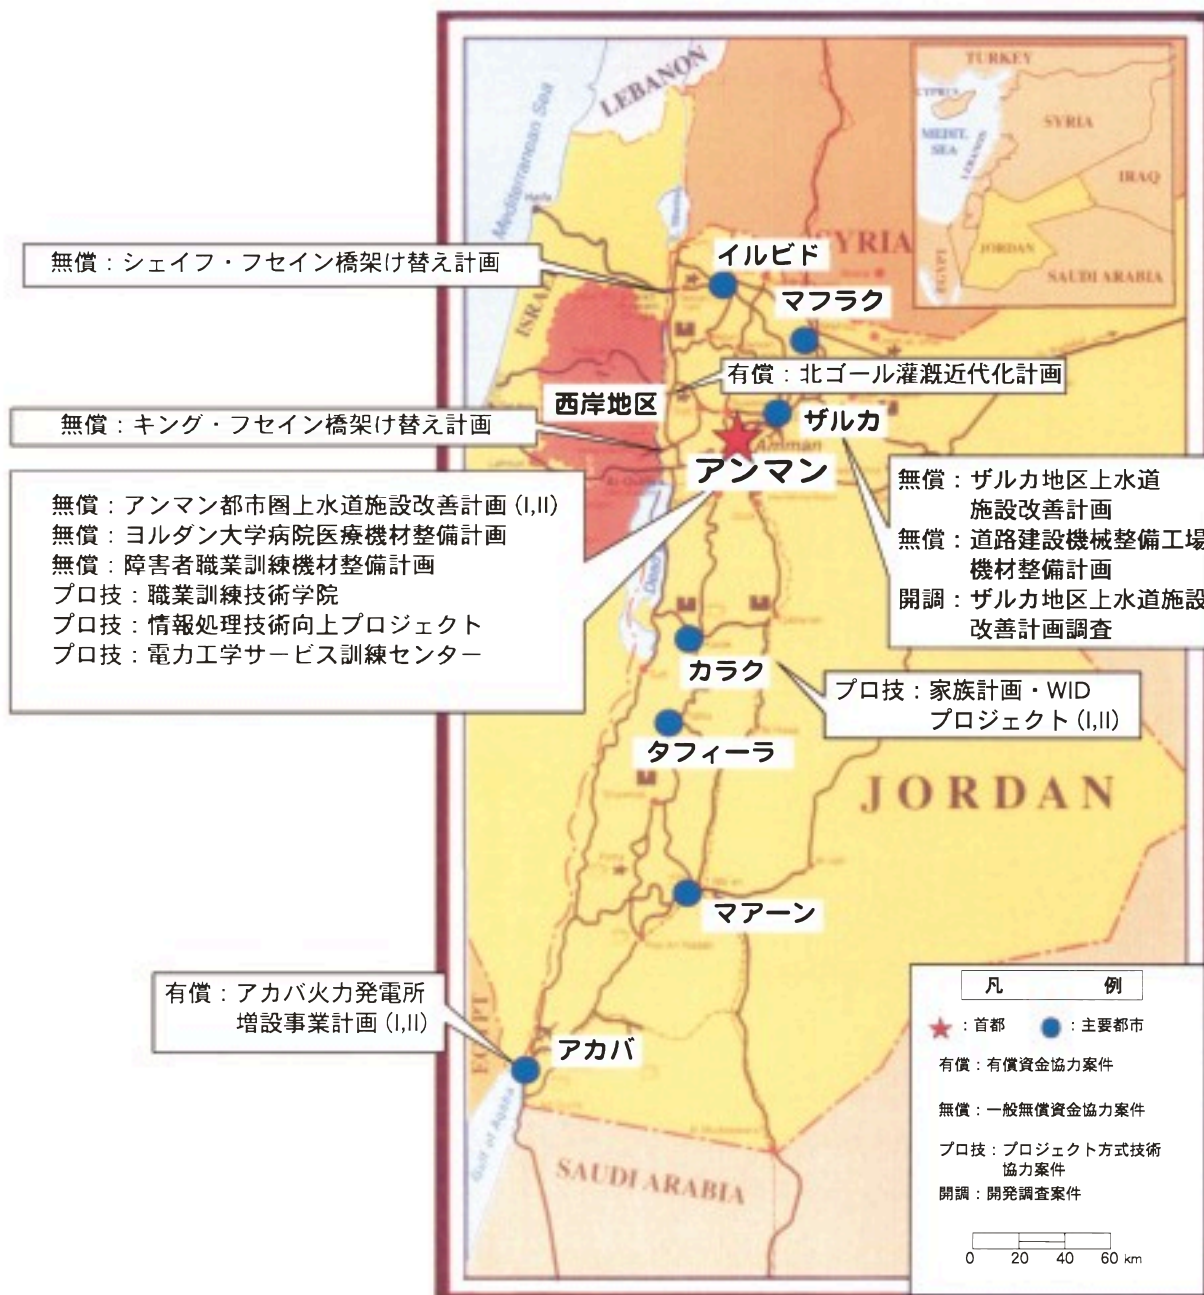 LEBANON
Mediterranean Sea
Haifa
TURKEY
CYPRUS
SYRIA
MEDIT.
SEA
LEBANON
IRAQ
JORDAN
EGYPT
SAUDI ARABIA
無償：シェイフ・フセイン橋架け替え計画
イルビド
SYRIA
マフラク
ISRA
有償：北ゴール灌漑近代化計画
西岸地区
無償：キング・フセイン橋架け替え計画
ザルカ
Amman
アンマン
無償：アンマン都市圏上水道施設改善計画 (I,II)
無償：ヨルダン大学病院医療機材整備計画
無償：障害者職業訓練機材整備計画
プロ技：職業訓練技術学院
プロ技：情報処理技術向上プロジェクト
プロ技：電力工学サービス訓練センター
無償：ザルカ地区上水道
施設改善計画
無償：道路建設機械整備工場
機材整備計画
開調：ザルカ地区上水道施設
改善計画調査
カラク
プロ技：家族計画・WID
プロジェクト (I,II)
タフィーラ
JORDAN
マアーン
有償：アカバ火力発電所
増設事業計画 (I,II)
EGYPT
アカバ
Gulf of Aqaba
SAUDI ARABIA
凡 例
：首都 ：主要都市
有償：有償資金協力案件
無償：一般無償資金協力案件
プロ技：プロジェクト方式技術
協力案件
開調：開発調査案件
0 20 40 60 km